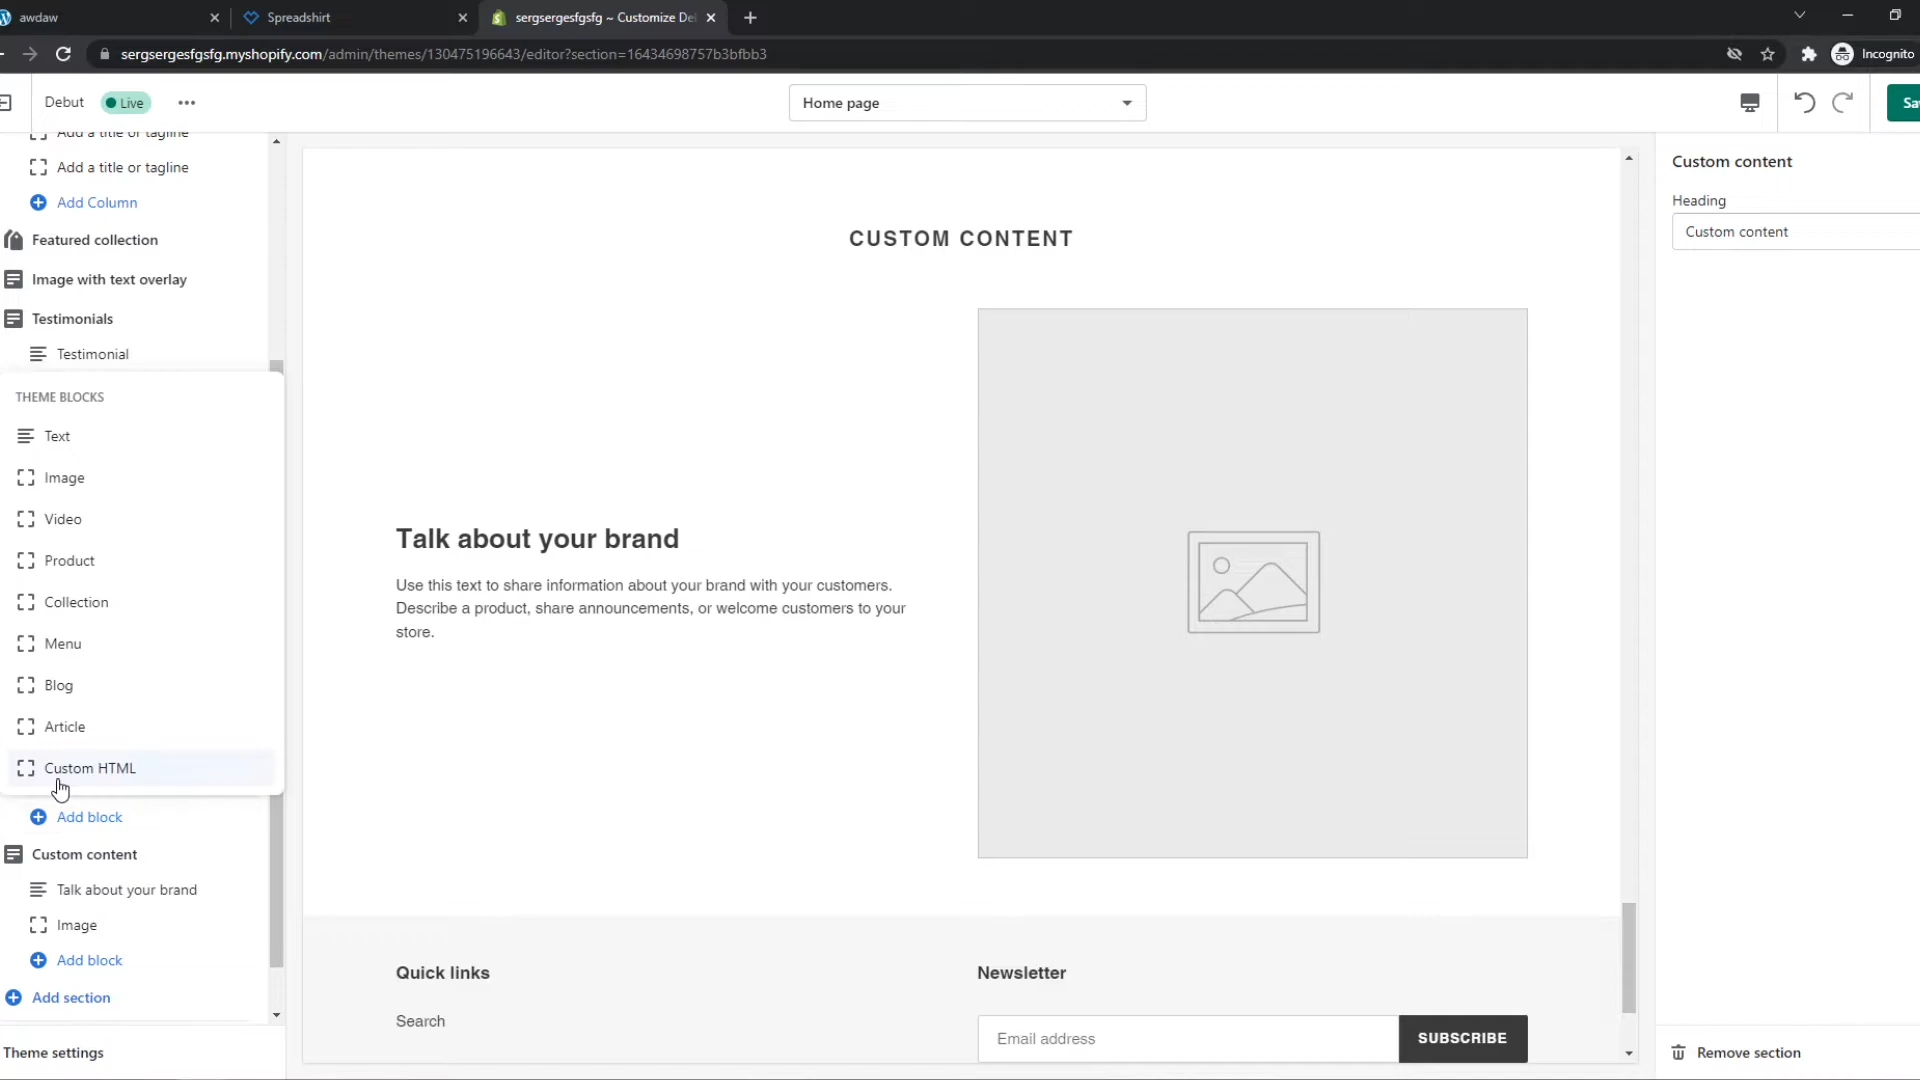 awdaw
Spreadshirt
sergsergesfgsfg ~ Customize De
sergsergesfgsfg.myshopify.com/admin/themes/130475196643/editor?section=16434698757b3bfbb3
Incognito
Debut
Live
Home page
Sa
Add a title or tagline
Add a title or tagline
Add Column
Featured collection
Image with text overlay
Testimonials
Testimonial
THEME BLOCKS
Text
Image
Video
Product
Collection
Menu
Blog
Article
Custom HTML
Add block
Custom content
Talk about your brand
Image
Add block
Add section
Theme settings
CUSTOM CONTENT
Talk about your brand
Use this text to share information about your brand with your customers.
Describe a product, share announcements, or welcome customers to your
store.
Quick links
Search
Newsletter
Email address
SUBSCRIBE
Custom content
Heading
Custom content
Remove section